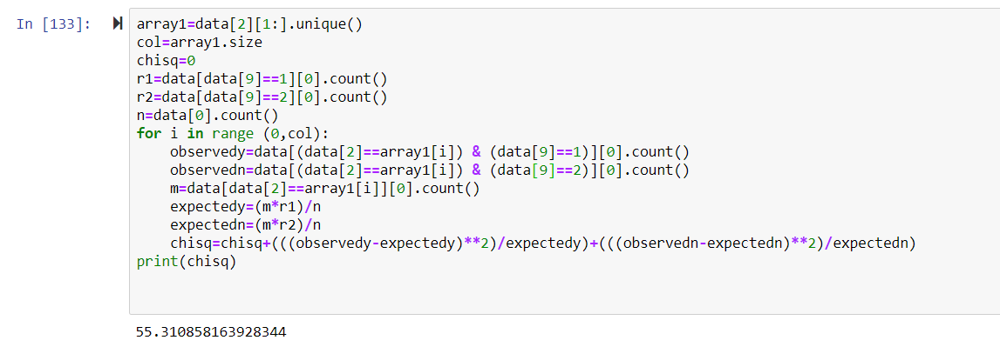 In [133]:
array1=data[2][1:].unique()
col=array1.size
chisq=0
r1=data[data[9]==1][0].count()
r2=data[data[9]==2][0].count()
n=data[0].count()
for i in range (0,col):
    observedy=data[(data[2]==array1[i]) & (data[9]==1)][0].count()
    observedn=data[(data[2]==array1[i]) & (data[9]==2)][0].count()
    m=data[data[2]==array1[i]][0].count()
    expectedy=(m*r1)/n
    expectedn=(m*r2)/n
    chisq=chisq+(((observedy-expectedy)**2)/expectedy)+(((observedn-expectedn)**2)/expectedn)
print(chisq)
55.310858163928344